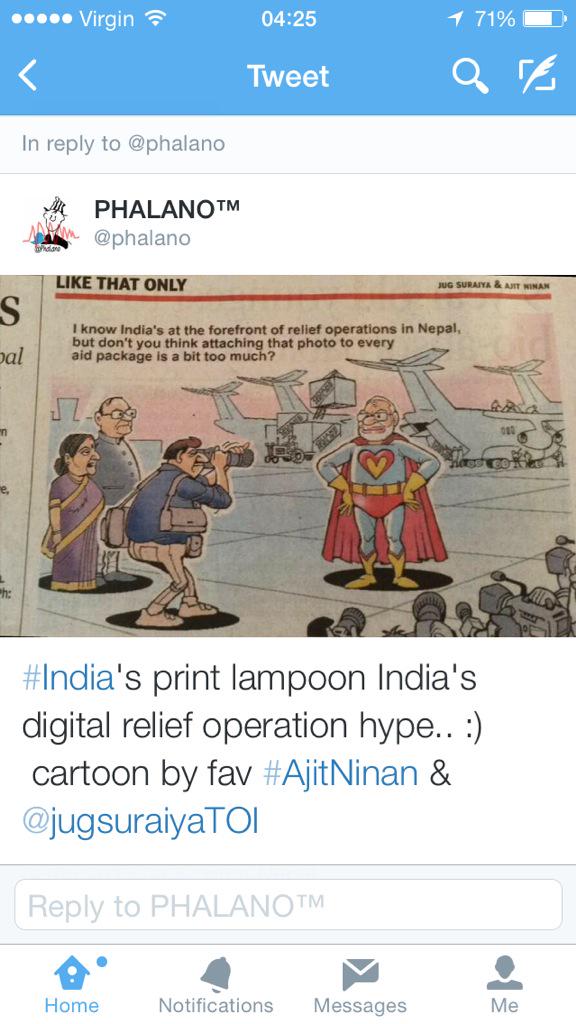 Virgin 04:25 71%
Tweet
In reply to @phalano
PHALANO™
@phalano
LIKE THAT ONLY JUG SURAIYA & AJIT NINAN
S
pal
I know India's at the forefront of relief operations in Nepal,
but don't you think attaching that photo to every
aid package is a bit too much?
#India's print lampoon India's
digital relief operation hype.. :)
cartoon by fav #AjitNinan &
@jugsuraiyaTOI
Reply to PHALANO™
Home Notifications Messages Me